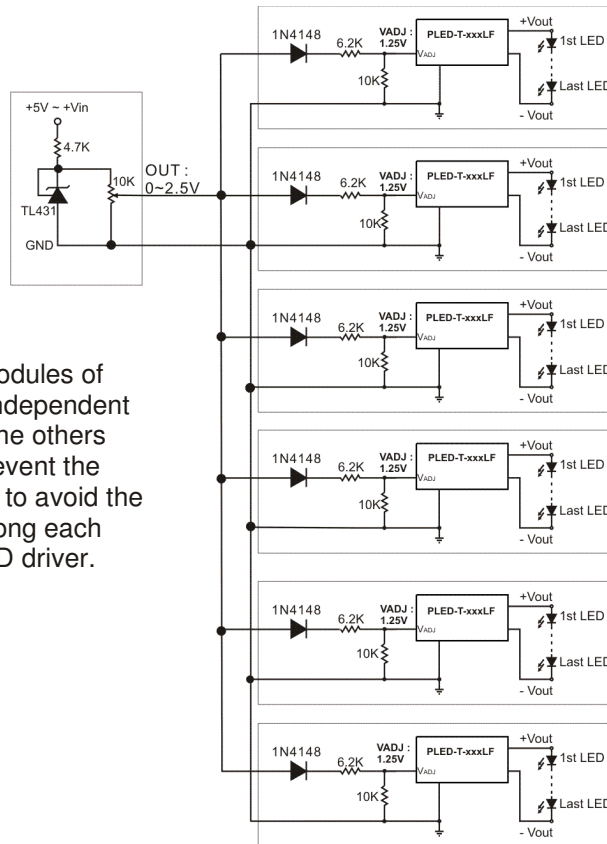 +5V ~ +Vin
4.7K
10K
TL431
GND
OUT :
0~2.5V
odules of
ndependent
he others
event the
to avoid the
ong each
D driver.
1N4148
6.2K
VADJ :
1.25V
10K
PLED-T-xxxLF
VADJ
+Vout
1st LED
Last LED
- Vout
1N4148
6.2K
VADJ :
1.25V
10K
PLED-T-xxxLF
VADJ
+Vout
1st LED
Last LED
- Vout
1N4148
6.2K
VADJ :
1.25V
10K
PLED-T-xxxLF
VADJ
+Vout
1st LED
Last LED
- Vout
1N4148
6.2K
VADJ :
1.25V
10K
PLED-T-xxxLF
VADJ
+Vout
1st LED
Last LED
- Vout
1N4148
6.2K
VADJ :
1.25V
10K
PLED-T-xxxLF
VADJ
+Vout
1st LED
Last LED
- Vout
1N4148
6.2K
VADJ :
1.25V
10K
PLED-T-xxxLF
VADJ
+Vout
1st LED
Last LED
- Vout